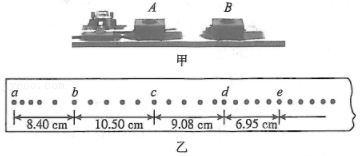 A B
甲
a b c d e
8.40 cm 10.50 cm 9.08 cm 6.95 cm
乙